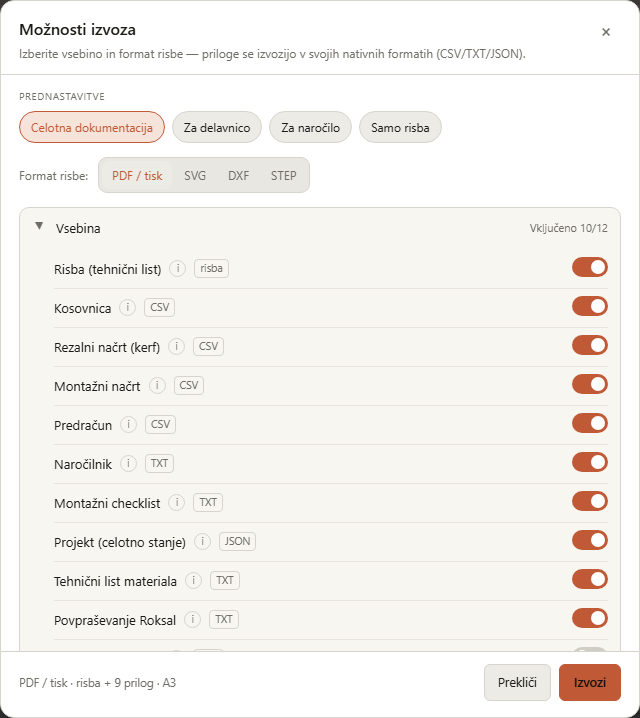 Možnosti izvoza
×
Izberite vsebino in format risbe — priloge se izvozijo v svojih nativnih formatih (CSV/TXT/JSON).
PREDNASTAVITVE
Celotna dokumentacija Za delavnico Za naročilo Samo risba
Format risbe: PDF / tisk SVG DXF STEP
▼ Vsebina Vključeno 10/12
Risba (tehnični list) i risba
Kosovnica i CSV
Rezalni načrt (kerf) i CSV
Montažni načrt i CSV
Predračun i CSV
Naročilnik i TXT
Montažni checklist i TXT
Projekt (celotno stanje) i JSON
Tehnični list materiala i TXT
Povpraševanje Roksal i TXT
PDF / tisk · risba + 9 prilog · A3 Prekliči Izvozi